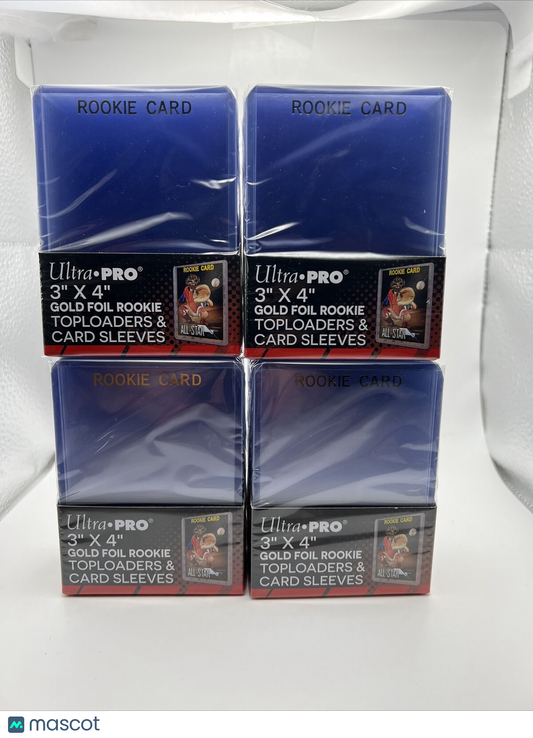 ROOKIE CARD
Ultra•PRO®
3" X 4"
GOLD FOIL ROOKIE
TOPLOADERS &
CARD SLEEVES
ROOKIE CARD
ALL-STAR
ROOKIE CARD
Ultra•PRO®
3" X 4"
GOLD FOIL ROOKIE
TOPLOADERS &
CARD SLEEVES
ROOKIE CARD
ALL-STAR
ROOKIE CARD
Ultra•PRO®
3" X 4"
GOLD FOIL ROOKIE
TOPLOADERS &
CARD SLEEVES
ROOKIE CARD
ALL-STAR
ROOKIE CARD
Ultra•PRO®
3" X 4"
GOLD FOIL ROOKIE
TOPLOADERS &
CARD SLEEVES
ROOKIE CARD
ALL-STAR
mascot